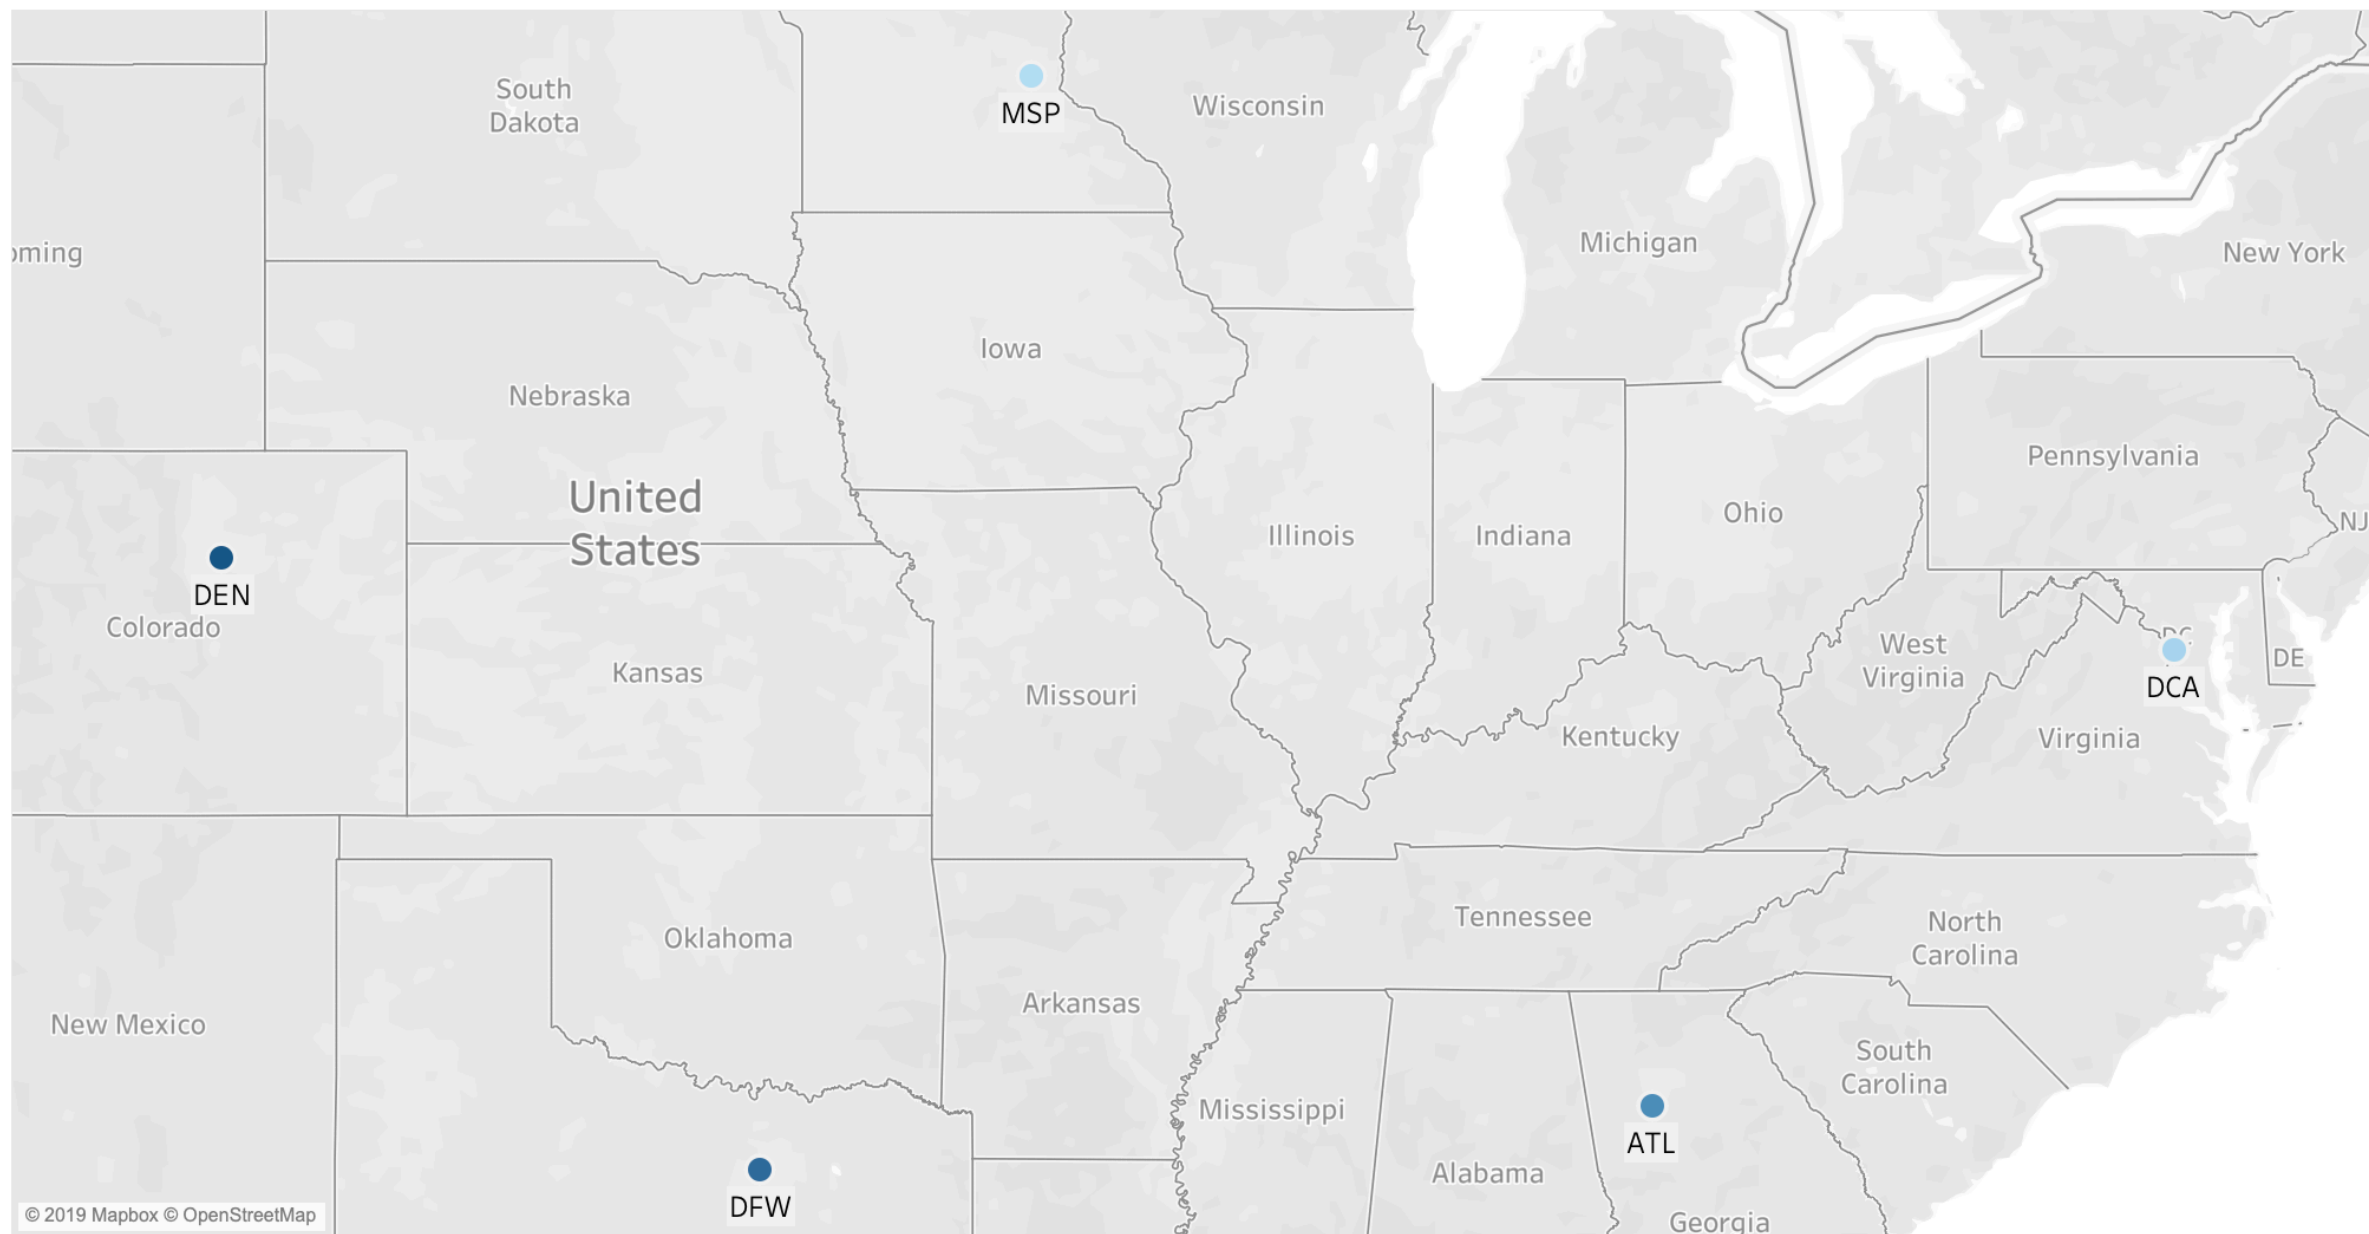 South
Dakota
MSP
Wisconsin
oming
Michigan
New York
Iowa
Nebraska
Pennsylvania
United
States
Illinois
Indiana
Ohio
NJ
DEN
Colorado
Kansas
Missouri
West
Virginia
DC
DE
DCA
Kentucky
Virginia
Oklahoma
Tennessee
North
Carolina
New Mexico
Arkansas
South
Carolina
Mississippi
ATL
Alabama
DFW
Georgia
© 2019 Mapbox © OpenStreetMap